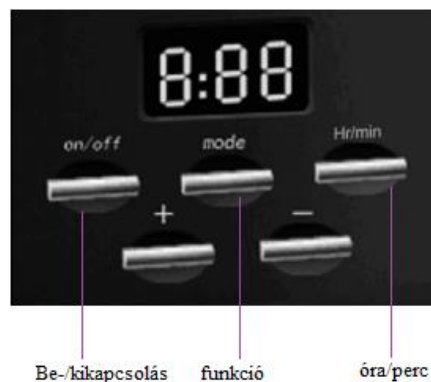 8:88
on/off mode Hr/min
+ −
Be-/kikapcsolás funkció óra/perc